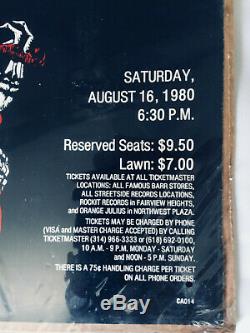 SATURDAY,
AUGUST 16, 1980
6:30 P.M.
Reserved Seats: $9.50
Lawn: $7.00
TICKETS AVAILABLE AT ALL TICKETMASTER
LOCATIONS: ALL FAMOUS BARR STORES,
ALL STREETSIDE RECORDS LOCATIONS,
ROCKIT RECORDS IN FAIRVIEW HEIGHTS,
and ORANGE JULIUS in NORTHWEST PLAZA.
TICKETS MAY BE CHARGED BY PHONE
(VISA and MASTER CHARGE) BY CALLING
TICKETMASTER (314) 966-3333 or (618) 692-0100,
10 A.M. - 9 P.M. MONDAY - SATURDAY
and NOON - 5 P.M. SUNDAY.
THERE IS A 75¢ HANDLING CHARGE PER TICKET
ON ALL PHONE ORDERS.
CA014